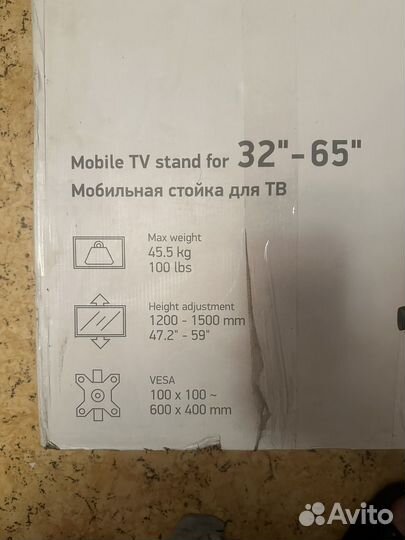 Mobile TV stand for 32"-65"
Мобильная стойка для ТВ
Max weight
45.5 kg
100 lbs
Height adjustment
1200 - 1500 mm
47.2" - 59"
VESA
100 x 100 ~
600 x 400 mm
Avito